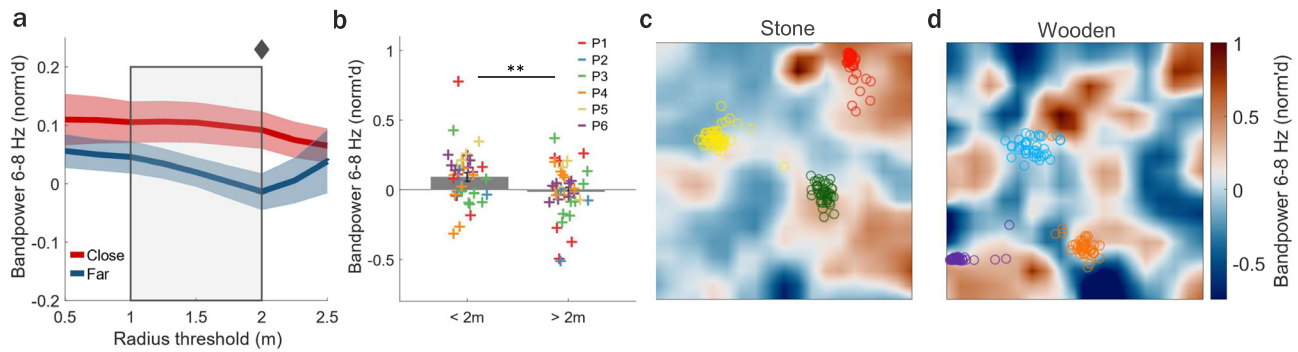 a
Bandpower 6-8 Hz (norm'd)
0.2
0.1
0
-0.1
-0.2
Close
Far
0.5 1 1.5 2 2.5
Radius threshold (m)
b
Bandpower 6-8 Hz (norm'd)
1
0.5
0
-0.5
**
P1
P2
P3
P4
P5
P6
< 2m > 2m
c
Stone
d
Wooden
1
0.5
0
-0.5
Bandpower 6-8 Hz (norm'd)